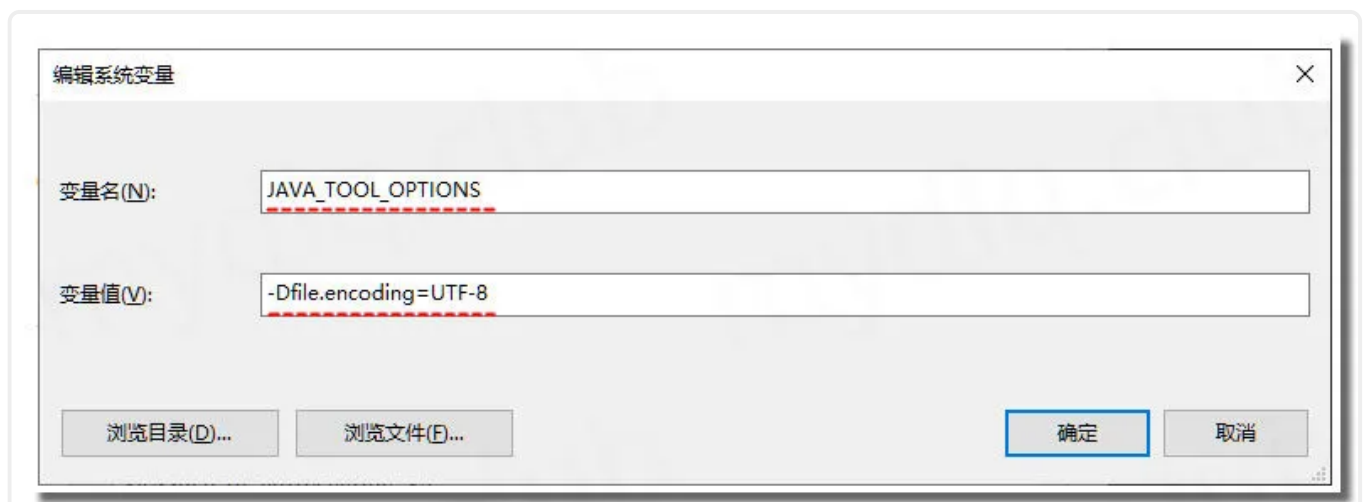 编辑系统变量
变量名(N):
JAVA_TOOL_OPTIONS
变量值(V):
-Dfile.encoding=UTF-8
浏览目录(D)...
浏览文件(F)...
确定
取消